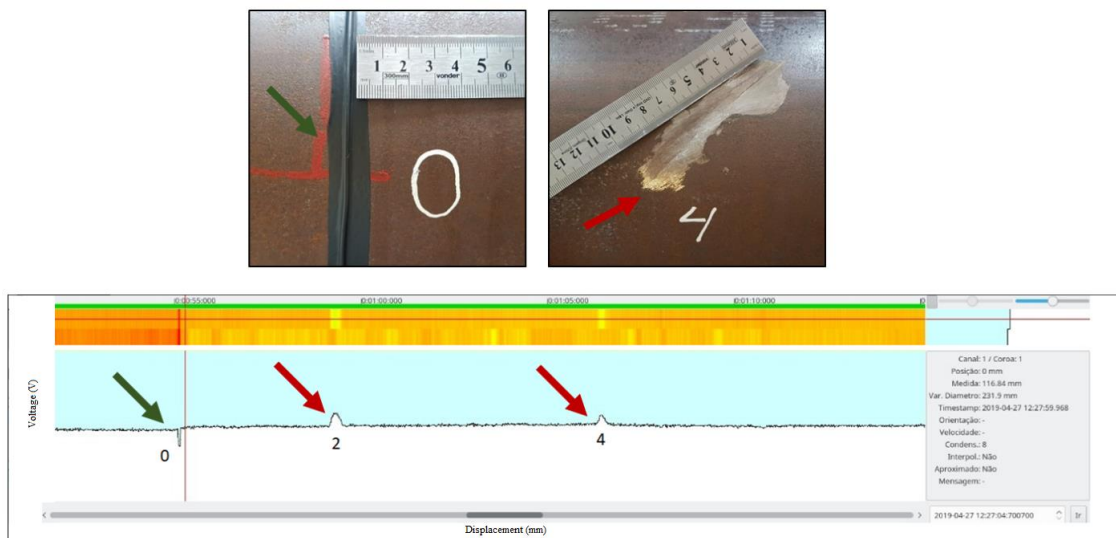 1 2 3 4 5 6
300mm vonder
0
1 2 3 4 5 6 7 8 9 10 11 12 13
4
|0:00:55:000 |0:01:00:000 |0:01:05:000 |0:01:10:000
Voltage (V)
0
2
4
Canal: 1 / Coroa: 1
Posição: 0 mm
Medida: 116.84 mm
Var. Diametro: 231.9 mm
Timestamp: 2019-04-27 12:27:59.968
Orientação: -
Velocidade: -
Condens.: 8
Interpol.: Não
Aproximado: Não
Mensagem: -
2019-04-27 12:27:04:700700
Ir
Displacement (mm)